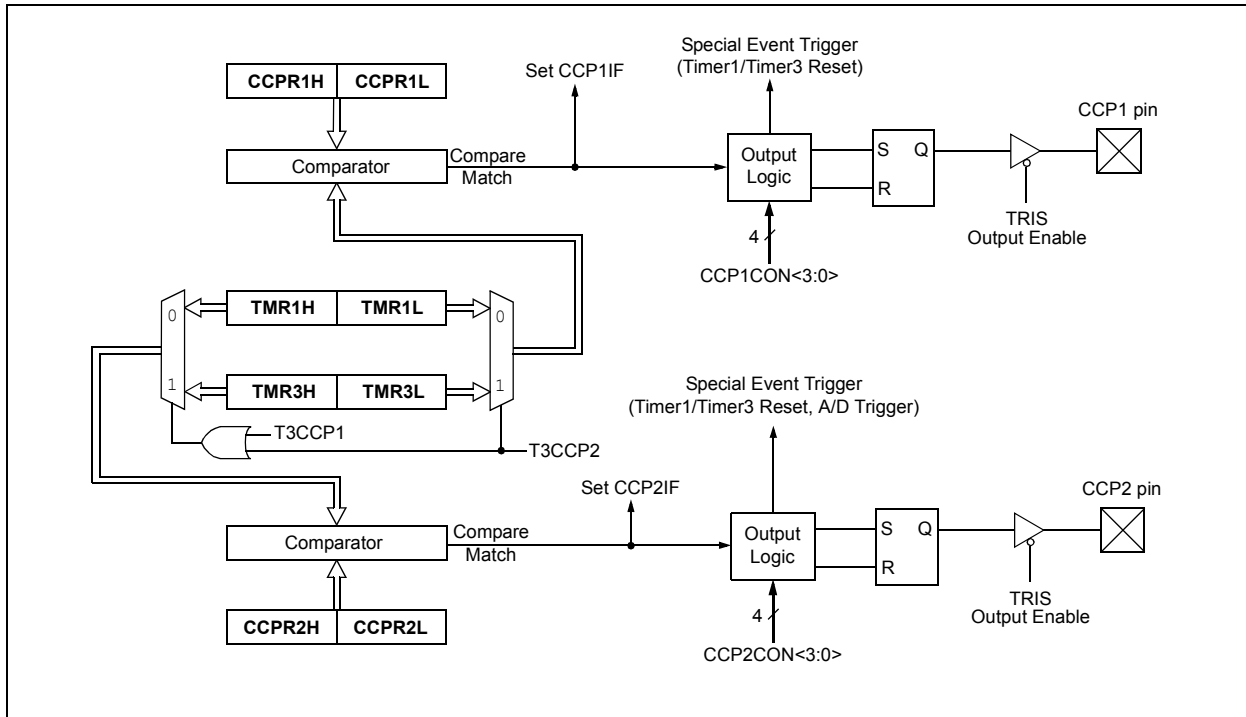 Special Event Trigger
(Timer1/Timer3 Reset)
Set CCP1IF
CCPR1H CCPR1L
CCP1 pin
Comparator
Compare
Match
Output
Logic
S Q
R
TRIS
Output Enable
4
CCP1CON<3:0>
0
TMR1H TMR1L
0
1
TMR3H TMR3L
1
T3CCP1
T3CCP2
Special Event Trigger
(Timer1/Timer3 Reset, A/D Trigger)
Set CCP2IF
CCP2 pin
Comparator
Compare
Match
Output
Logic
S Q
R
TRIS
Output Enable
4
CCPR2H CCPR2L
CCP2CON<3:0>